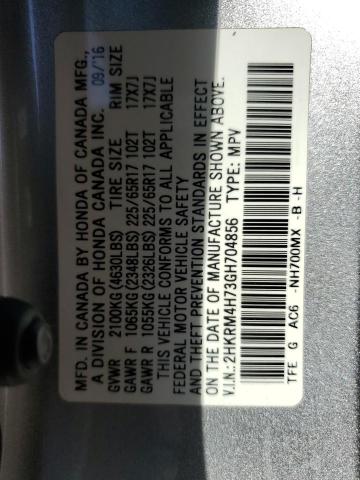 MFD. IN CANADA BY HONDA OF CANADA MFG.,
A DIVISION OF HONDA CANADA INC. 09/'16
GVWR 2100KG (4630LBS) TIRE SIZE RIM SIZE
GAWR F 1065KG (2348LBS) 225/65R17 102T 17X7J
GAWR R 1055KG (2326LBS) 225/65R17 102T 17X7J
THIS VEHICLE CONFORMS TO ALL APPLICABLE
FEDERAL MOTOR VEHICLE SAFETY
AND THEFT PREVENTION STANDARDS IN EFFECT
ON THE DATE OF MANUFACTURE SHOWN ABOVE
V.I.N.: 2HKRM4H73GH704856 TYPE: MPV
TFE G AC6 -NH700MX -B -H